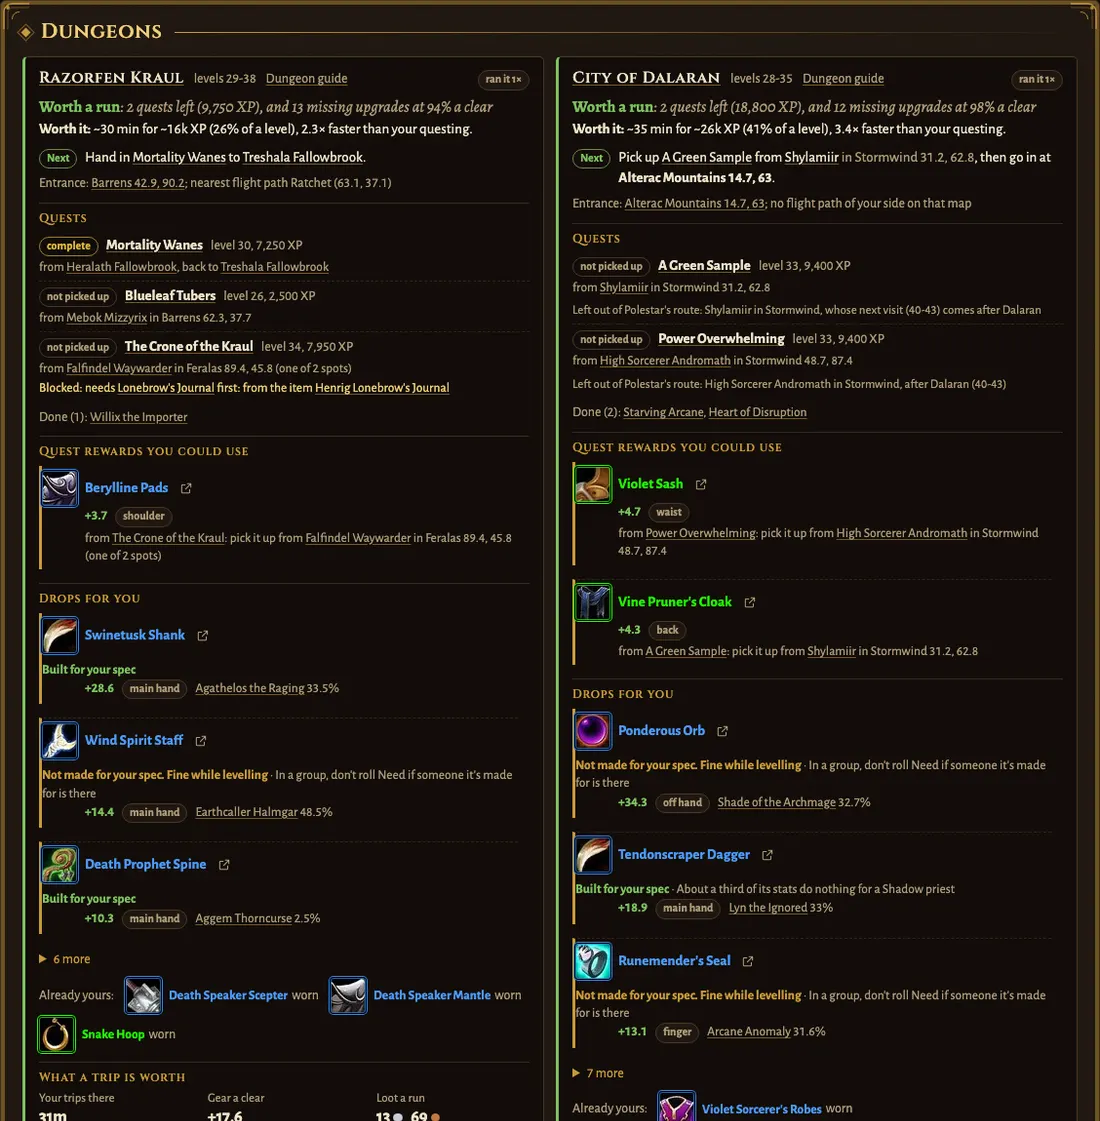 Dungeons
Razorfen Kraul levels 29-38 Dungeon guide ran it 1×
Worth a run: 2 quests left (9,750 XP), and 13 missing upgrades at 94% a clear
Worth it: ~30 min for ~16k XP (26% of a level), 2.3× faster than your questing.
Next Hand in Mortality Wanes to Treshala Fallowbrook.
Entrance: Barrens 42.9, 90.2; nearest flight path Ratchet (63.1, 37.1)
Quests
complete Mortality Wanes level 30, 7,250 XP
from Heralath Fallowbrook, back to Treshala Fallowbrook
not picked up Blueleaf Tubers level 26, 2,500 XP
from Mebok Mizzyrix in Barrens 62.3, 37.7
not picked up The Crone of the Kraul level 34, 7,950 XP
from Falfindel Waywarder in Feralas 89.4, 45.8 (one of 2 spots)
Blocked: needs Lonebrow's Journal first: from the item Henrig Lonebrow's Journal
Done (1): Willix the Importer
Quest rewards you could use
Berylline Pads
+3.7 shoulder
from The Crone of the Kraul: pick it up from Falfindel Waywarder in Feralas 89.4, 45.8
(one of 2 spots)
Drops for you
Swinetusk Shank
Built for your spec
+28.6 main hand Agathelos the Raging 33.5%
Wind Spirit Staff
Not made for your spec. Fine while levelling · In a group, don't roll Need if someone it's made
for is there
+14.4 main hand Earthcaller Halmgar 48.5%
Death Prophet Spine
Built for your spec
+10.3 main hand Aggem Thorncurse 2.5%
6 more
Already yours: Death Speaker Scepter worn Death Speaker Mantle worn
Snake Hoop worn
What a trip is worth
Your trips there Gear a clear Loot a run
31m +17.6 13 69
City of Dalaran levels 28-35 Dungeon guide ran it 1×
Worth a run: 2 quests left (18,800 XP), and 12 missing upgrades at 98% a clear
Worth it: ~35 min for ~26k XP (41% of a level), 3.4× faster than your questing.
Next Pick up A Green Sample from Shylamiir in Stormwind 31.2, 62.8, then go in at
Alterac Mountains 14.7, 63.
Entrance: Alterac Mountains 14.7, 63; no flight path of your side on that map
Quests
not picked up A Green Sample level 33, 9,400 XP
from Shylamiir in Stormwind 31.2, 62.8
Left out of Polestar's route: Shylamiir in Stormwind, whose next visit (40-43) comes after Dalaran
not picked up Power Overwhelming level 33, 9,400 XP
from High Sorcerer Andromath in Stormwind 48.7, 87.4
Left out of Polestar's route: High Sorcerer Andromath in Stormwind, after Dalaran (40-43)
Done (2): Starving Arcane, Heart of Disruption
Quest rewards you could use
Violet Sash
+4.7 waist
from Power Overwhelming: pick it up from High Sorcerer Andromath in Stormwind
48.7, 87.4
Vine Pruner's Cloak
+4.3 back
from A Green Sample: pick it up from Shylamiir in Stormwind 31.2, 62.8
Drops for you
Ponderous Orb
Not made for your spec. Fine while levelling · In a group, don't roll Need if someone it's made
for is there
+34.3 off hand Shade of the Archmage 32.7%
Tendonscraper Dagger
Built for your spec · About a third of its stats do nothing for a Shadow priest
+18.9 main hand Lyn the Ignored 33%
Runemender's Seal
Not made for your spec. Fine while levelling · In a group, don't roll Need if someone it's made
for is there
+13.1 finger Arcane Anomaly 31.6%
7 more
Already yours: Violet Sorcerer's Robes worn